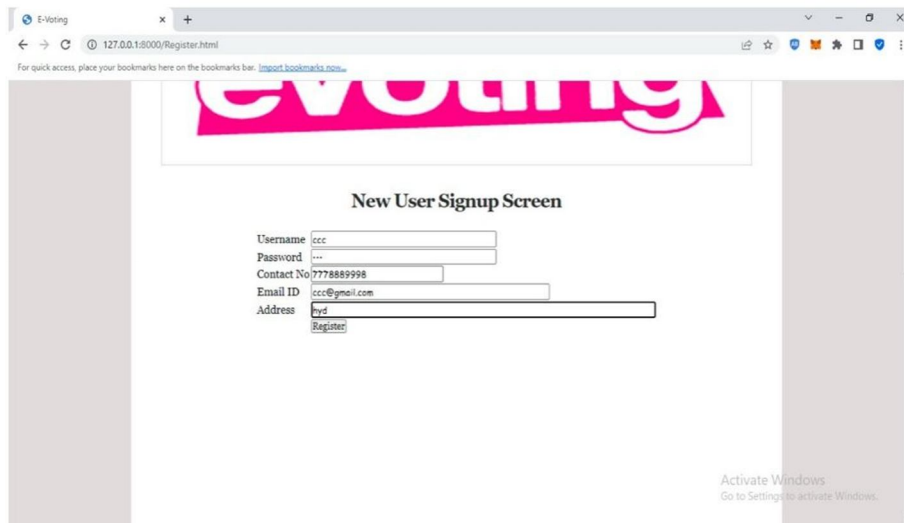 E-Voting
127.0.0.1:8000/Register.html
For quick access, place your bookmarks here on the bookmarks bar. Import bookmarks now...
evoting
New User Signup Screen
Username ccc
Password ...
Contact No 7778889998
Email ID ccc@gmail.com
Address hyd
Register
Activate Windows
Go to Settings to activate Windows.